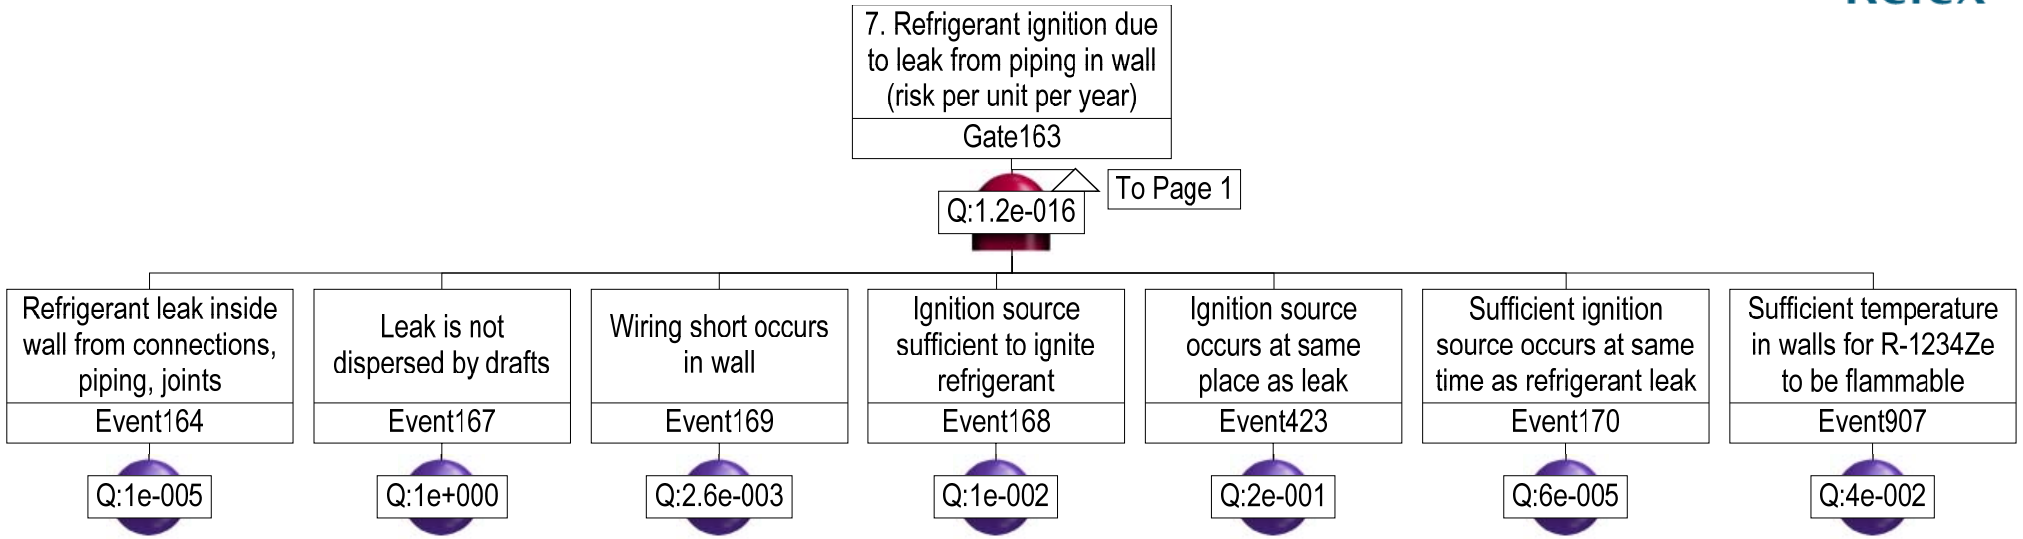 7. Refrigerant ignition due
to leak from piping in wall
(risk per unit per year)
Gate163
To Page 1
Q:1.2e-016
Refrigerant leak inside
wall from connections,
piping, joints
Event164
Q:1e-005
Leak is not
dispersed by drafts
Event167
Q:1e+000
Wiring short occurs
in wall
Event169
Q:2.6e-003
Ignition source
sufficient to ignite
refrigerant
Event168
Q:1e-002
Ignition source
occurs at same
place as leak
Event423
Q:2e-001
Sufficient ignition
source occurs at same
time as refrigerant leak
Event170
Q:6e-005
Sufficient temperature
in walls for R-1234Ze
to be flammable
Event907
Q:4e-002